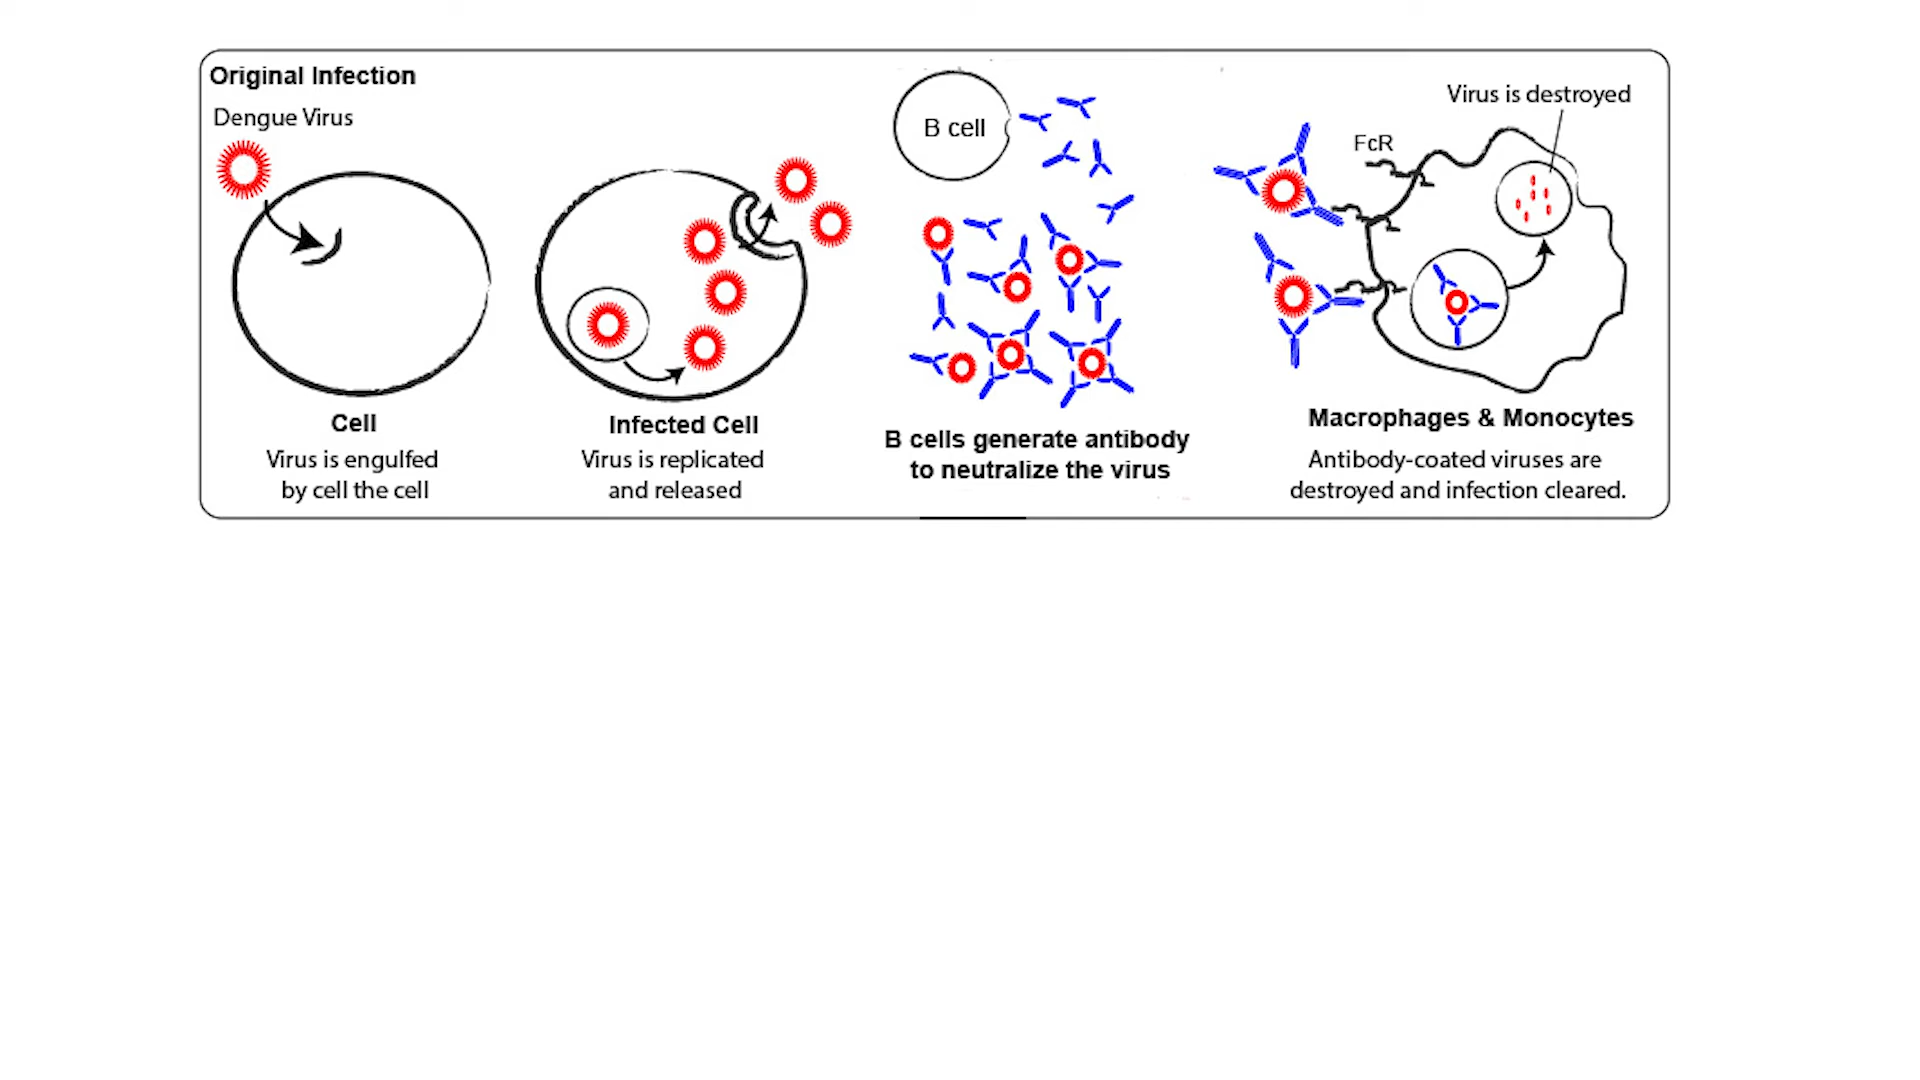 Original Infection
Dengue Virus
Cell
Virus is engulfed
by cell the cell
Infected Cell
Virus is replicated
and released
B cell
B cells generate antibody
to neutralize the virus
Virus is destroyed
FcR
Macrophages & Monocytes
Antibody-coated viruses are
destroyed and infection cleared.